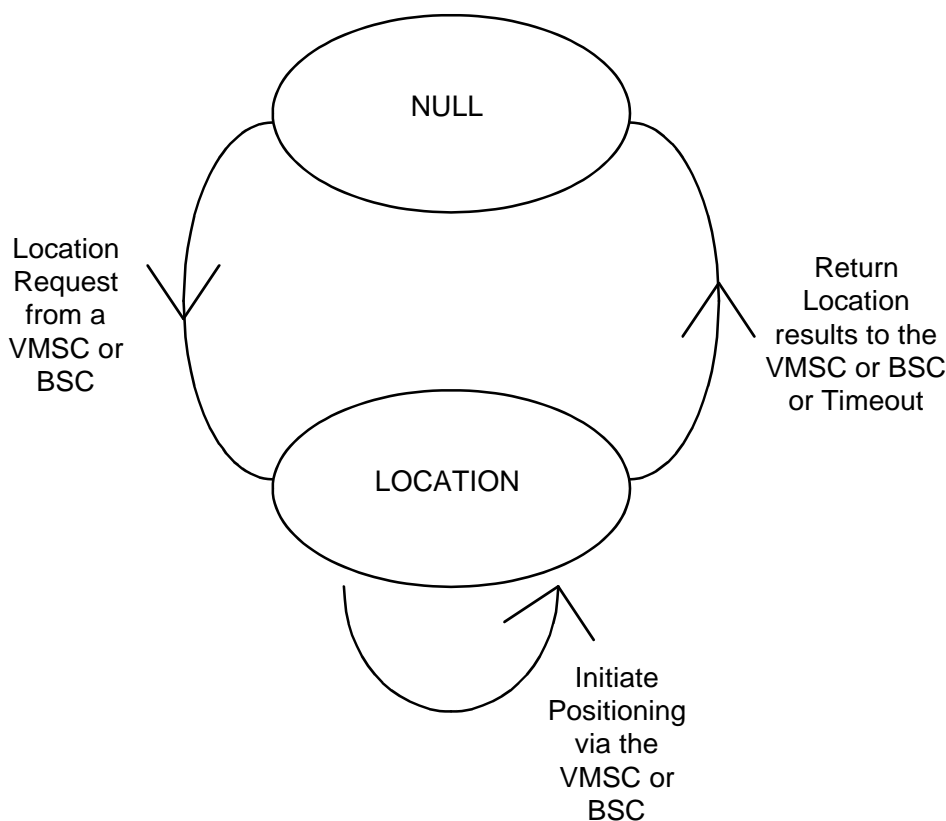 NULL
Location
Request
from a
VMSC or
BSC
Return
Location
results to the
VMSC or BSC
or Timeout
LOCATION
Initiate
Positioning
via the
VMSC or
BSC